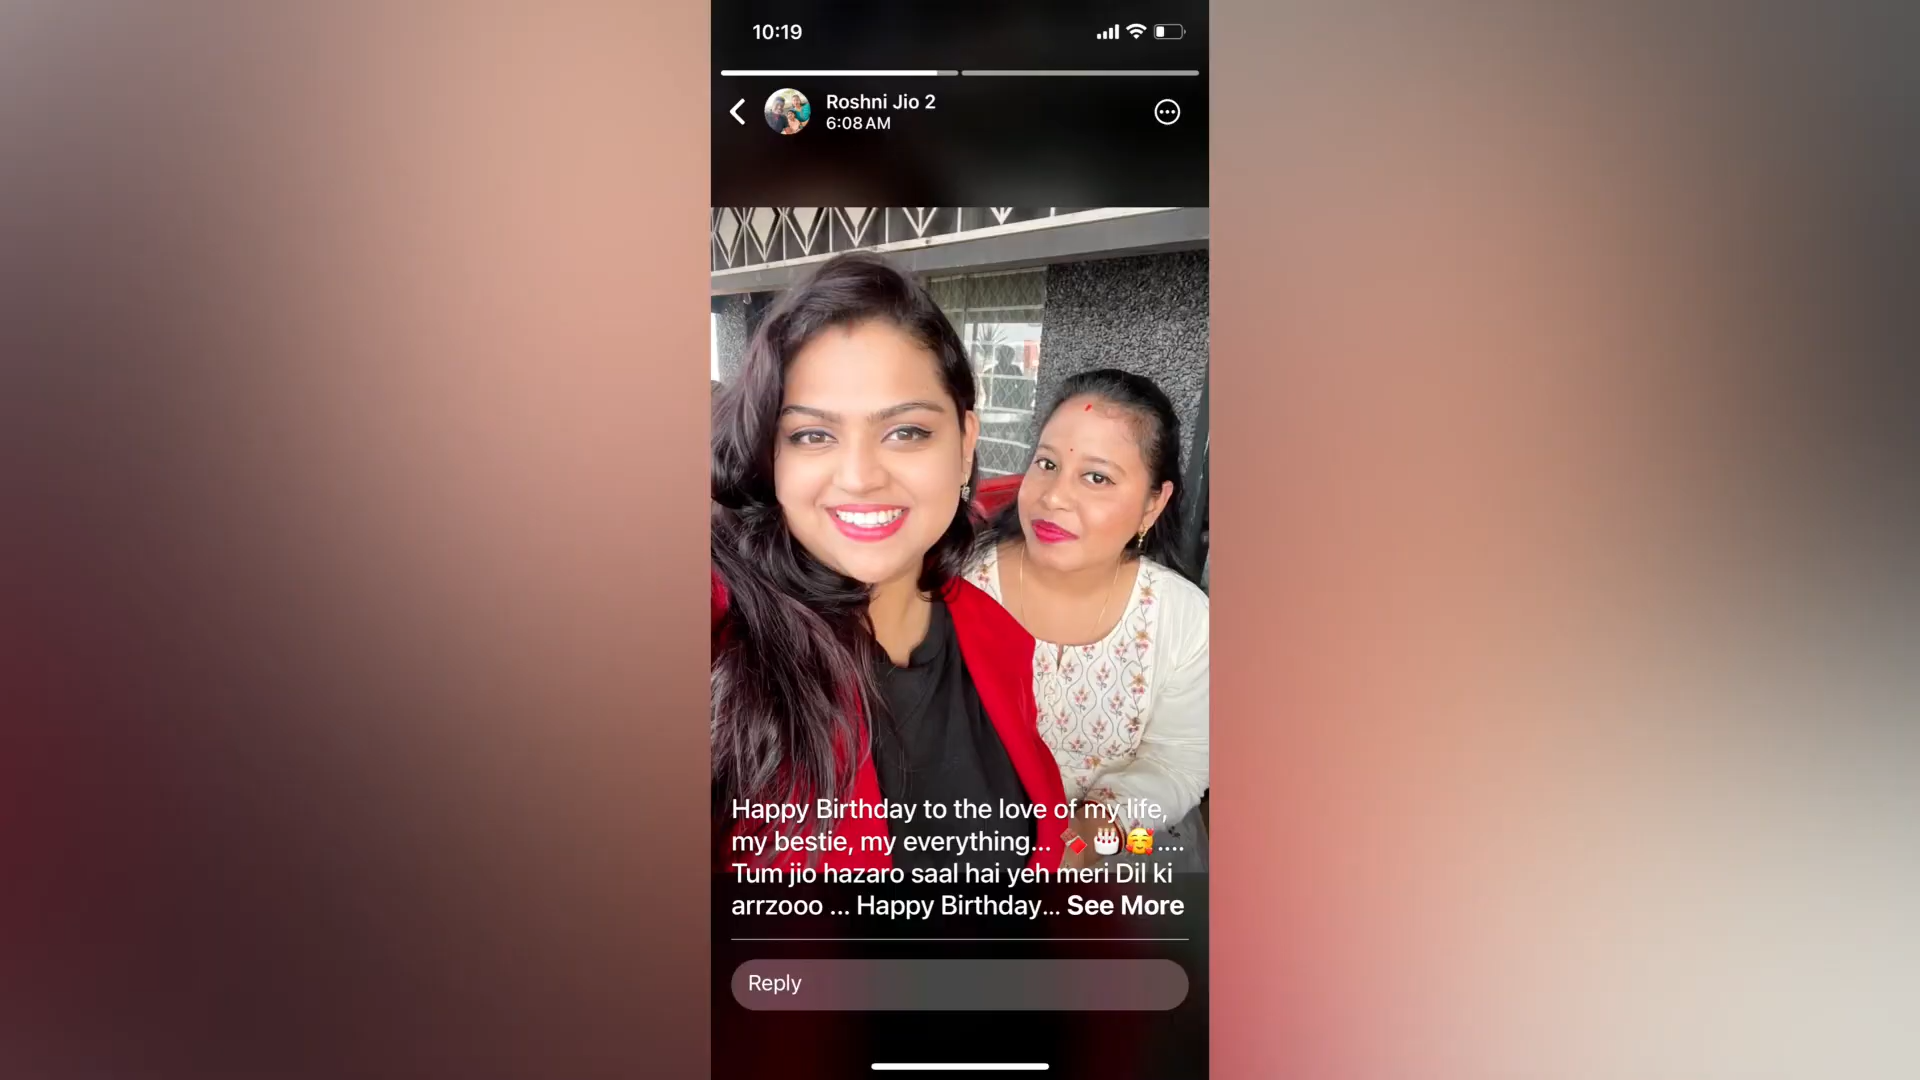 10:19
Roshni Jio 2
6:08 AM
Happy Birthday to the love of my life,
my bestie, my everything... 🍫🎂🥰....
Tum jio hazaro saal hai yeh meri Dil ki
arrzooo ... Happy Birthday... See More
Reply